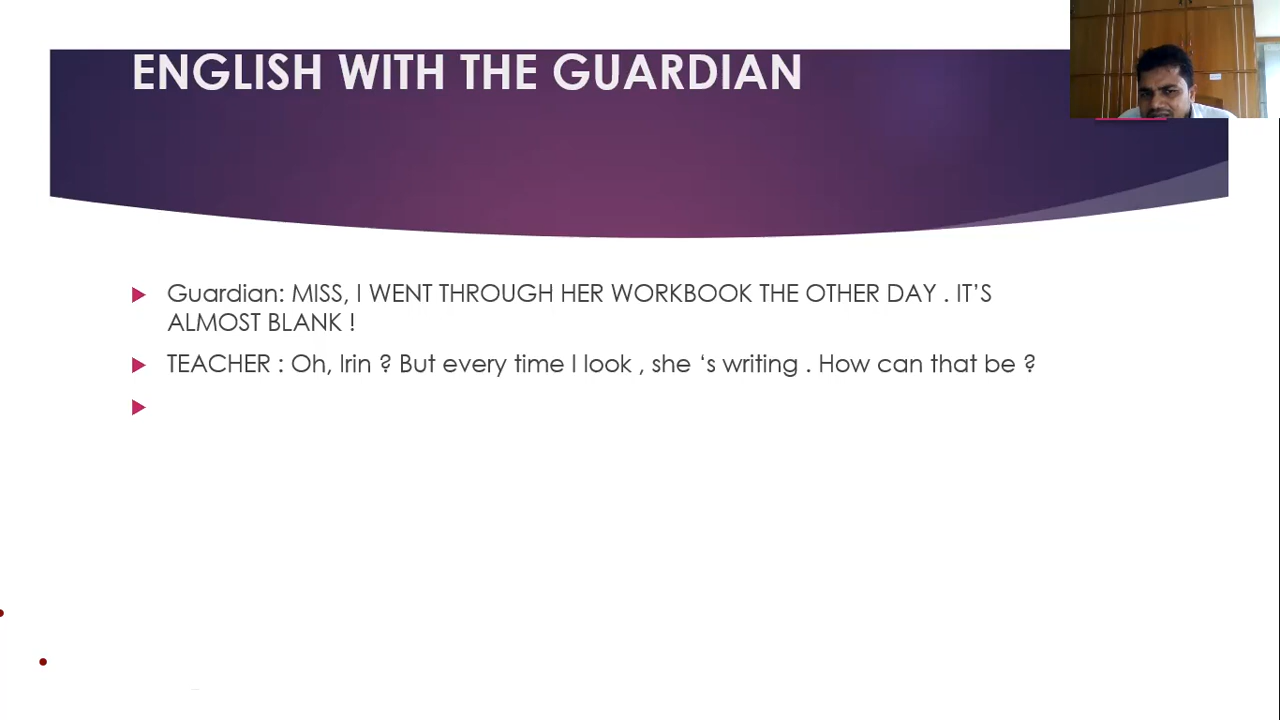 ENGLISH WITH THE GUARDIAN
Guardian: MISS, I WENT THROUGH HER WORKBOOK THE OTHER DAY . IT’S
ALMOST BLANK !
TEACHER : Oh, Irin ? But every time I look , she ‘s writing . How can that be ?